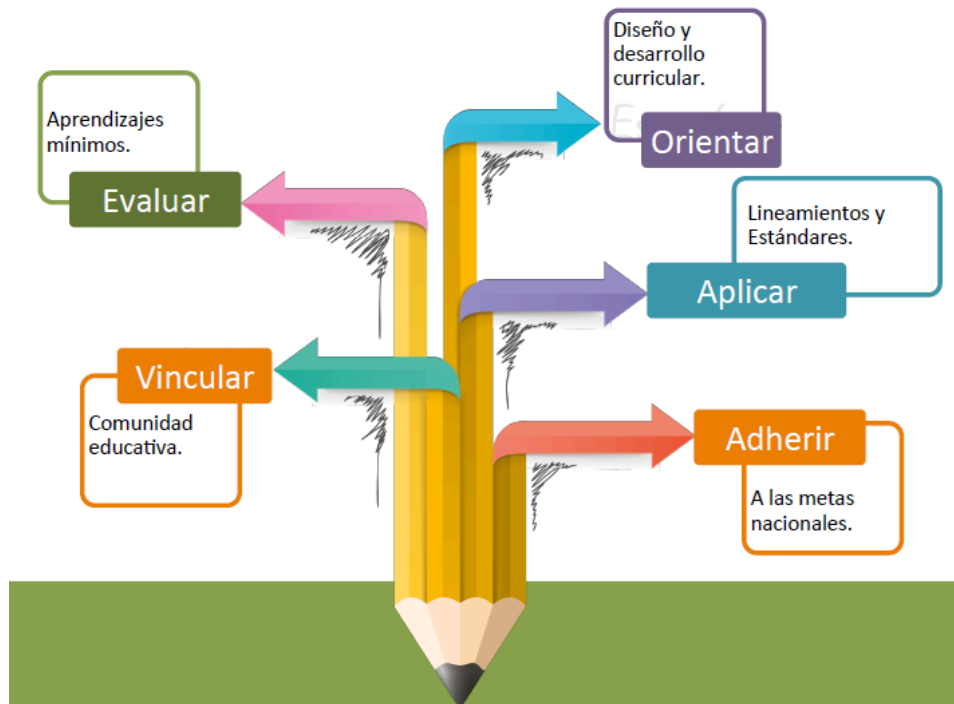 Diseño y
desarrollo
curricular.
Orientar
Aprendizajes
mínimos.
Evaluar
Lineamientos y
Estándares.
Aplicar
Vincular
Comunidad
educativa.
Adherir
A las metas
nacionales.